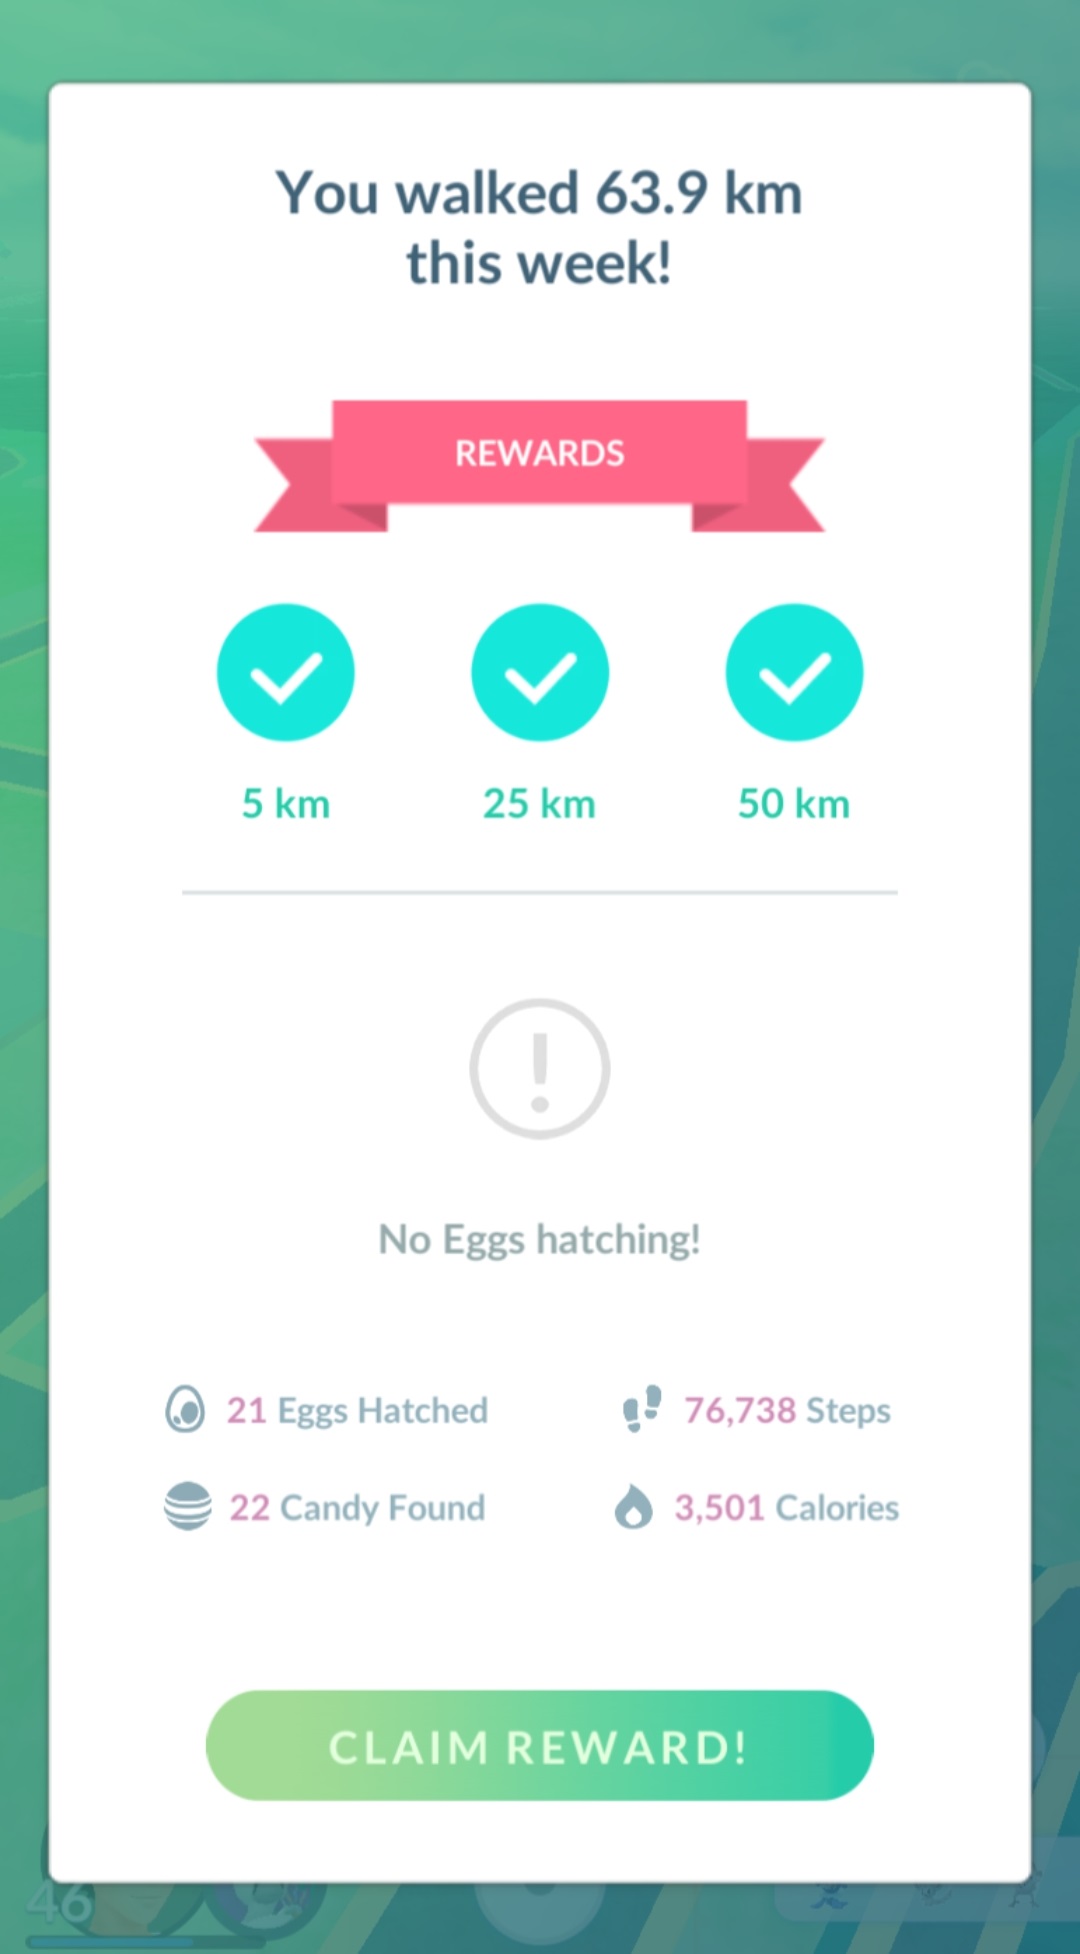 You walked 63.9 km
this week!
REWARDS
5 km 25 km 50 km
No Eggs hatching!
21 Eggs Hatched 76,738 Steps
22 Candy Found 3,501 Calories
CLAIM REWARD!
46